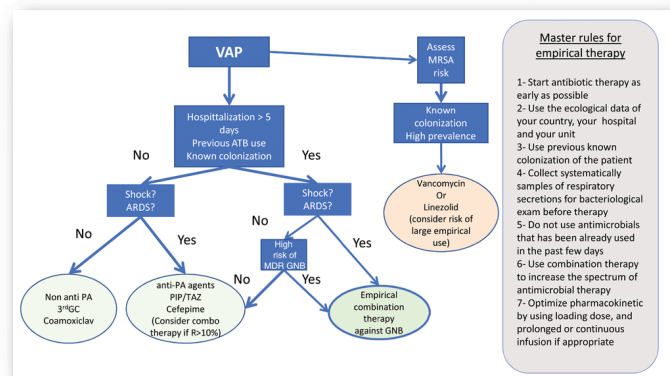 VAP
Assess
MRSA
risk
Hospittalization > 5
days
Previous ATB use
Known colonization
Known
colonization
High prevalence
No
Yes
Shock?
ARDS?
Shock?
ARDS?
Vancomycin
Or
Linezolid
(consider risk of
large empirical
use)
No
Yes
No
High
risk of
MDR GNB
Yes
No
Yes
Non anti PA
3rdGC
Coamoxiclav
anti-PA agents
PIP/TAZ
Cefepime
(Consider combo
therapy if R>10%)
Empirical
combination
therapy
against GNB
Master rules for
empirical therapy
1- Start antibiotic therapy as
early as possible
2- Use the ecological data of
your country, your hospital
and your unit
3- Use previous known
colonization of the patient
4- Collect systematically
samples of respiratory
secretions for bacteriological
exam before therapy
5- Do not use antimicrobials
that has been already used
in the past few days
6- Use combination therapy
to increase the spectrum of
antimicrobial therapy
7- Optimize pharmacokinetic
by using loading dose, and
prolonged or continuous
infusion if appropriate